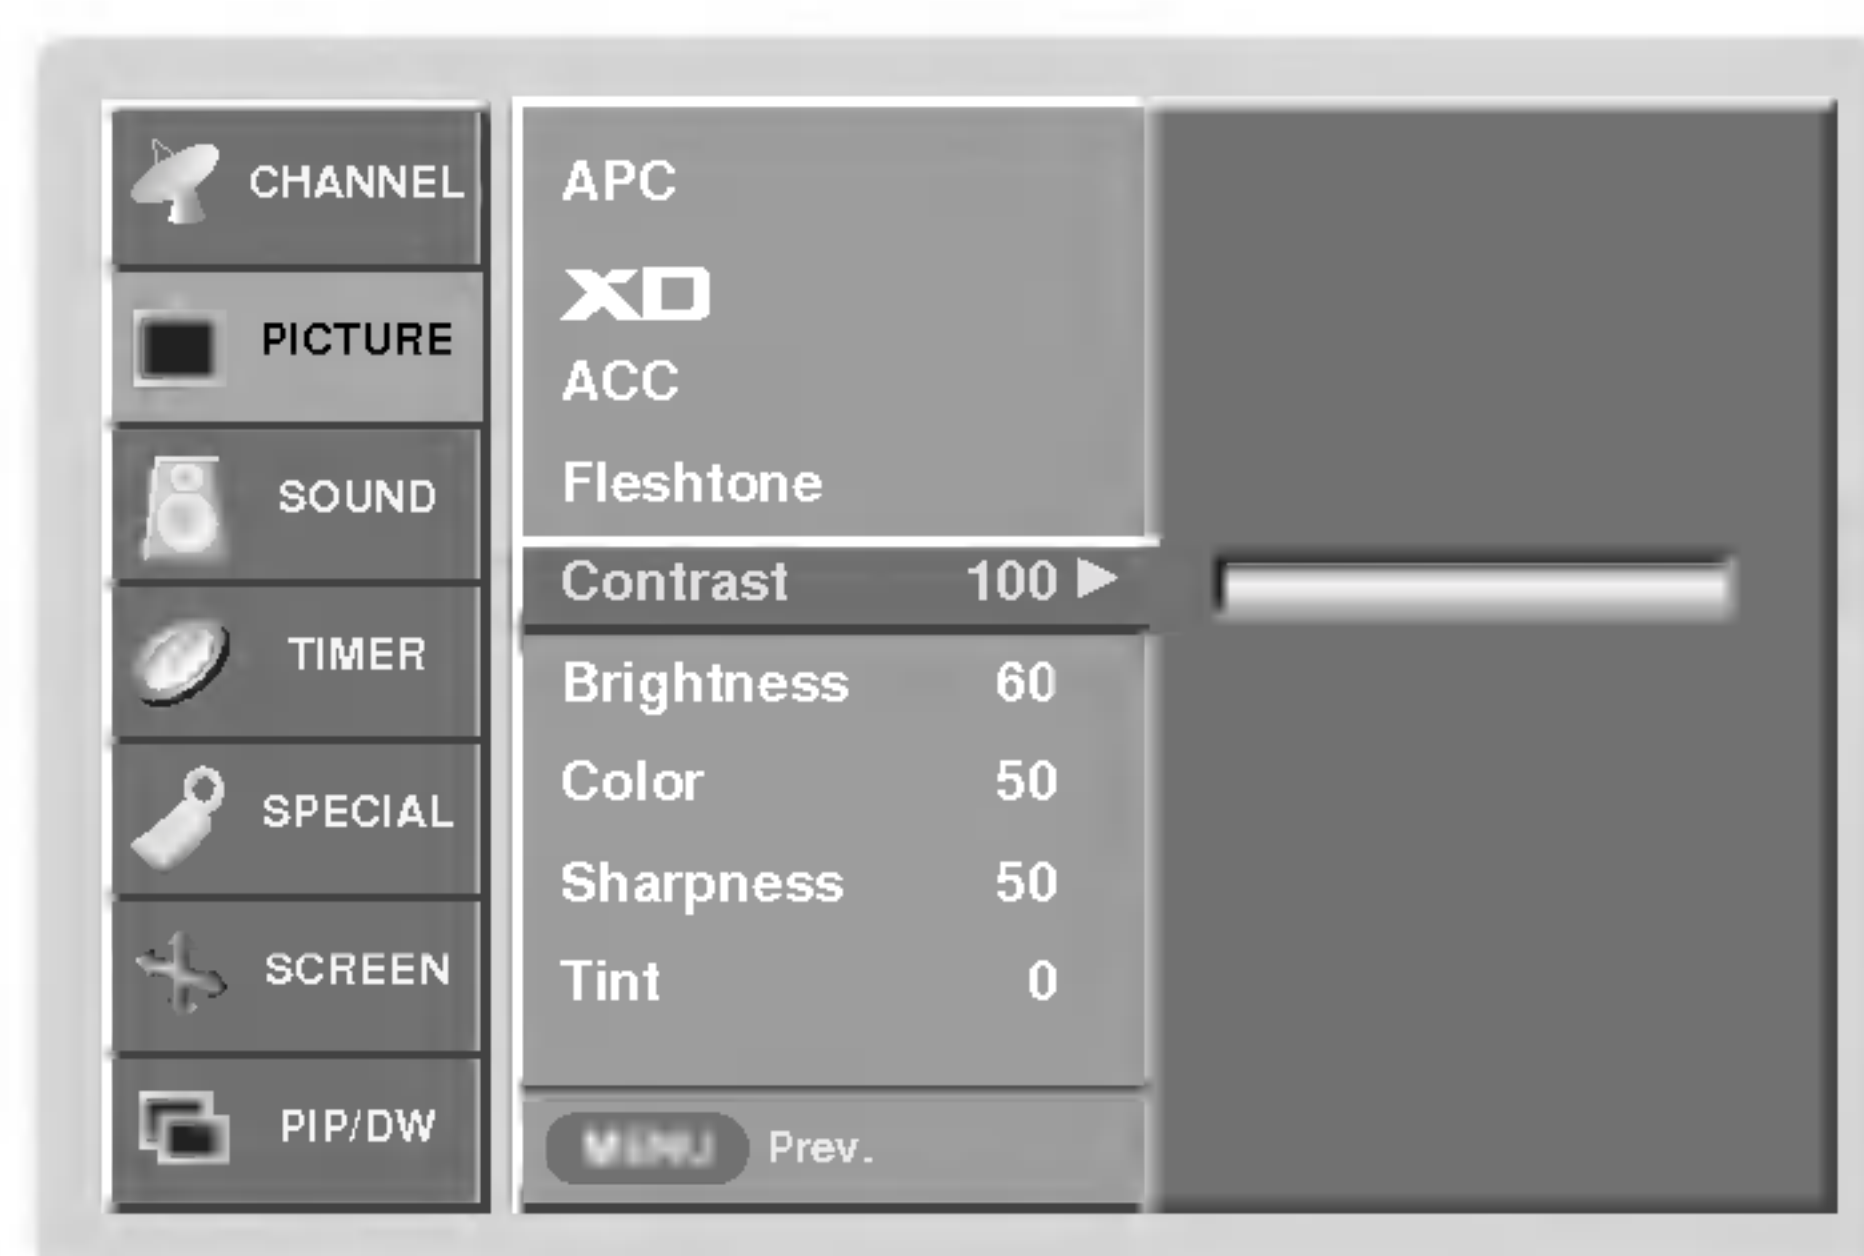 CHANNEL
PICTURE
SOUND
TIMER
SPECIAL
SCREEN
PIP/DW
APC
XD
ACC
Fleshtone
Contrast 100 ▶
Brightness 60
Color 50
Sharpness 50
Tint 0
MENU Prev.